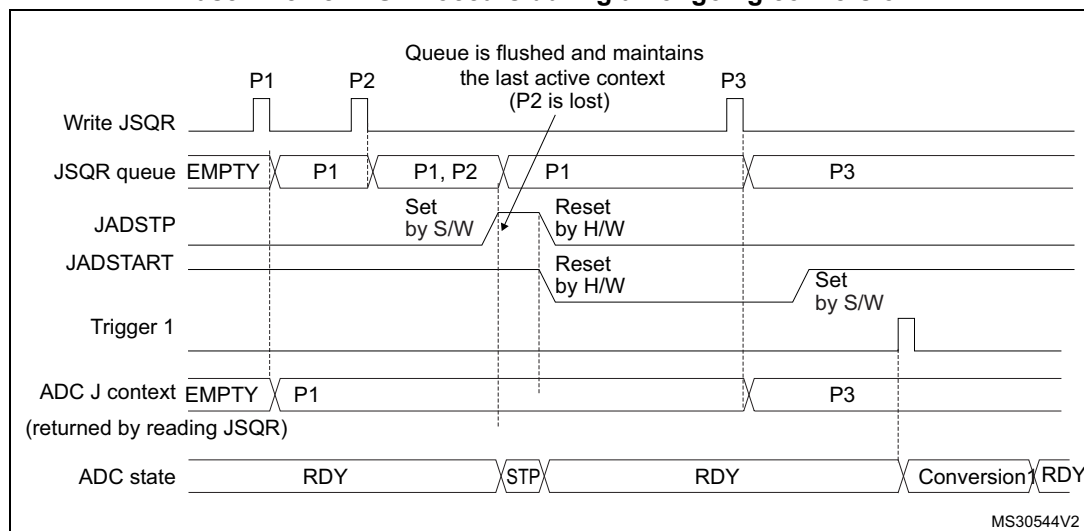 Queue is flushed and maintains
the last active context
(P2 is lost)
P1
P2
P3
Write JSQR
JSQR queue
EMPTY
P1
P1, P2
P1
P3
Set
by S/W
Reset
by H/W
JADSTP
JADSTART
Reset
by H/W
Set
by S/W
Trigger 1
ADC J context
EMPTY
P1
P3
(returned by reading JSQR)
ADC state
RDY
STP
RDY
Conversion1
RDY
MS30544V2